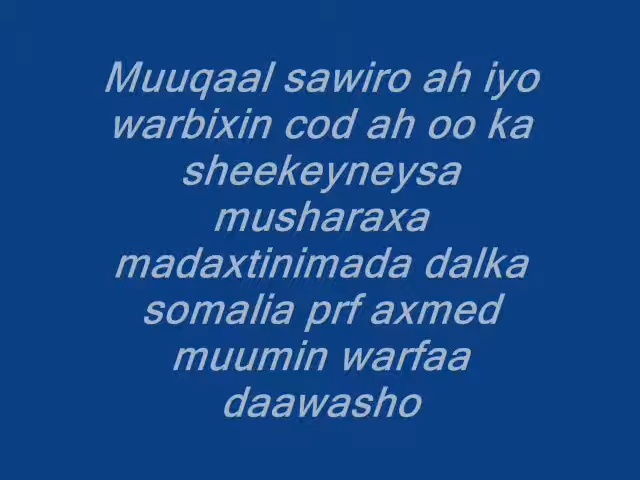 Muuqaal sawiro ah iyo
warbixin cod ah oo ka
sheekeyneysa
musharaxa
madaxtinimada dalka
somalia prf axmed
muumin warfaa
daawasho